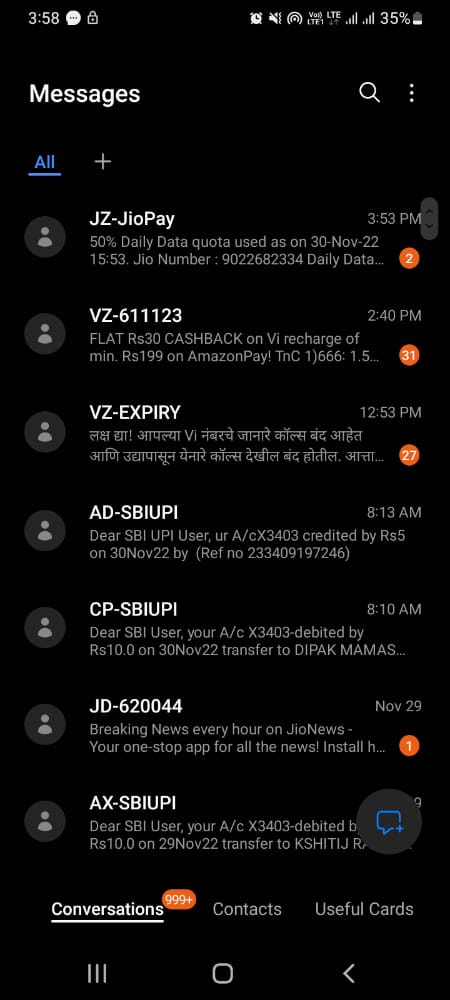 3:58
Vo)) LTE
LTE1
35%
Messages
All
JZ-JioPay
3:53 PM
50% Daily Data quota used as on 30-Nov-22
15:53. Jio Number : 9022682334 Daily Data...
2
VZ-611123
2:40 PM
FLAT Rs30 CASHBACK on Vi recharge of
min. Rs199 on AmazonPay! TnC 1)666: 1.5...
31
VZ-EXPIRY
12:53 PM
लक्ष द्या! आपल्या Vi नंबरचे जानारे कॉल्स बंद आहेत
आणि उद्यापासून येनारे कॉल्स देखील बंद होतील. आत्ता...
27
AD-SBIUPI
8:13 AM
Dear SBI UPI User, ur A/cX3403 credited by Rs5
on 30Nov22 by (Ref no 233409197246)
CP-SBIUPI
8:10 AM
Dear SBI User, your A/c X3403-debited by
Rs10.0 on 30Nov22 transfer to DIPAK MAMAS...
JD-620044
Nov 29
Breaking News every hour on JioNews -
Your one-stop app for all the news! Install h...
1
AX-SBIUPI
9
Dear SBI User, your A/c X3403-debited b
Rs10.0 on 29Nov22 transfer to KSHITIJ
999+
Conversations
Contacts
Useful Cards